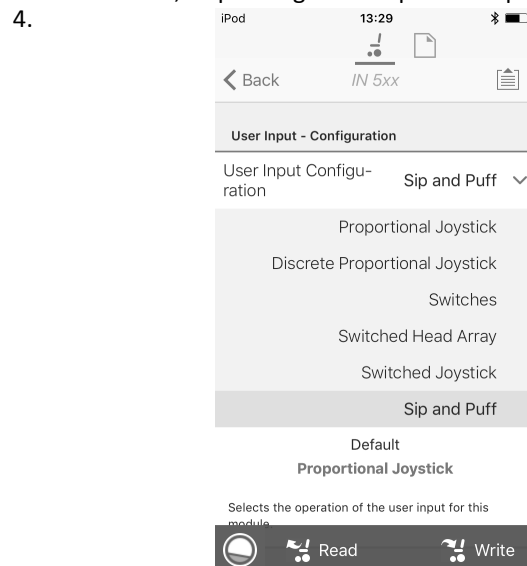 4.
iPod 13:29
Back IN 5xx
User Input - Configuration
User Input Configu-
ration
Sip and Puff
Proportional Joystick
Discrete Proportional Joystick
Switches
Switched Head Array
Switched Joystick
Sip and Puff
Default
Proportional Joystick
Selects the operation of the user input for this
module
Read Write